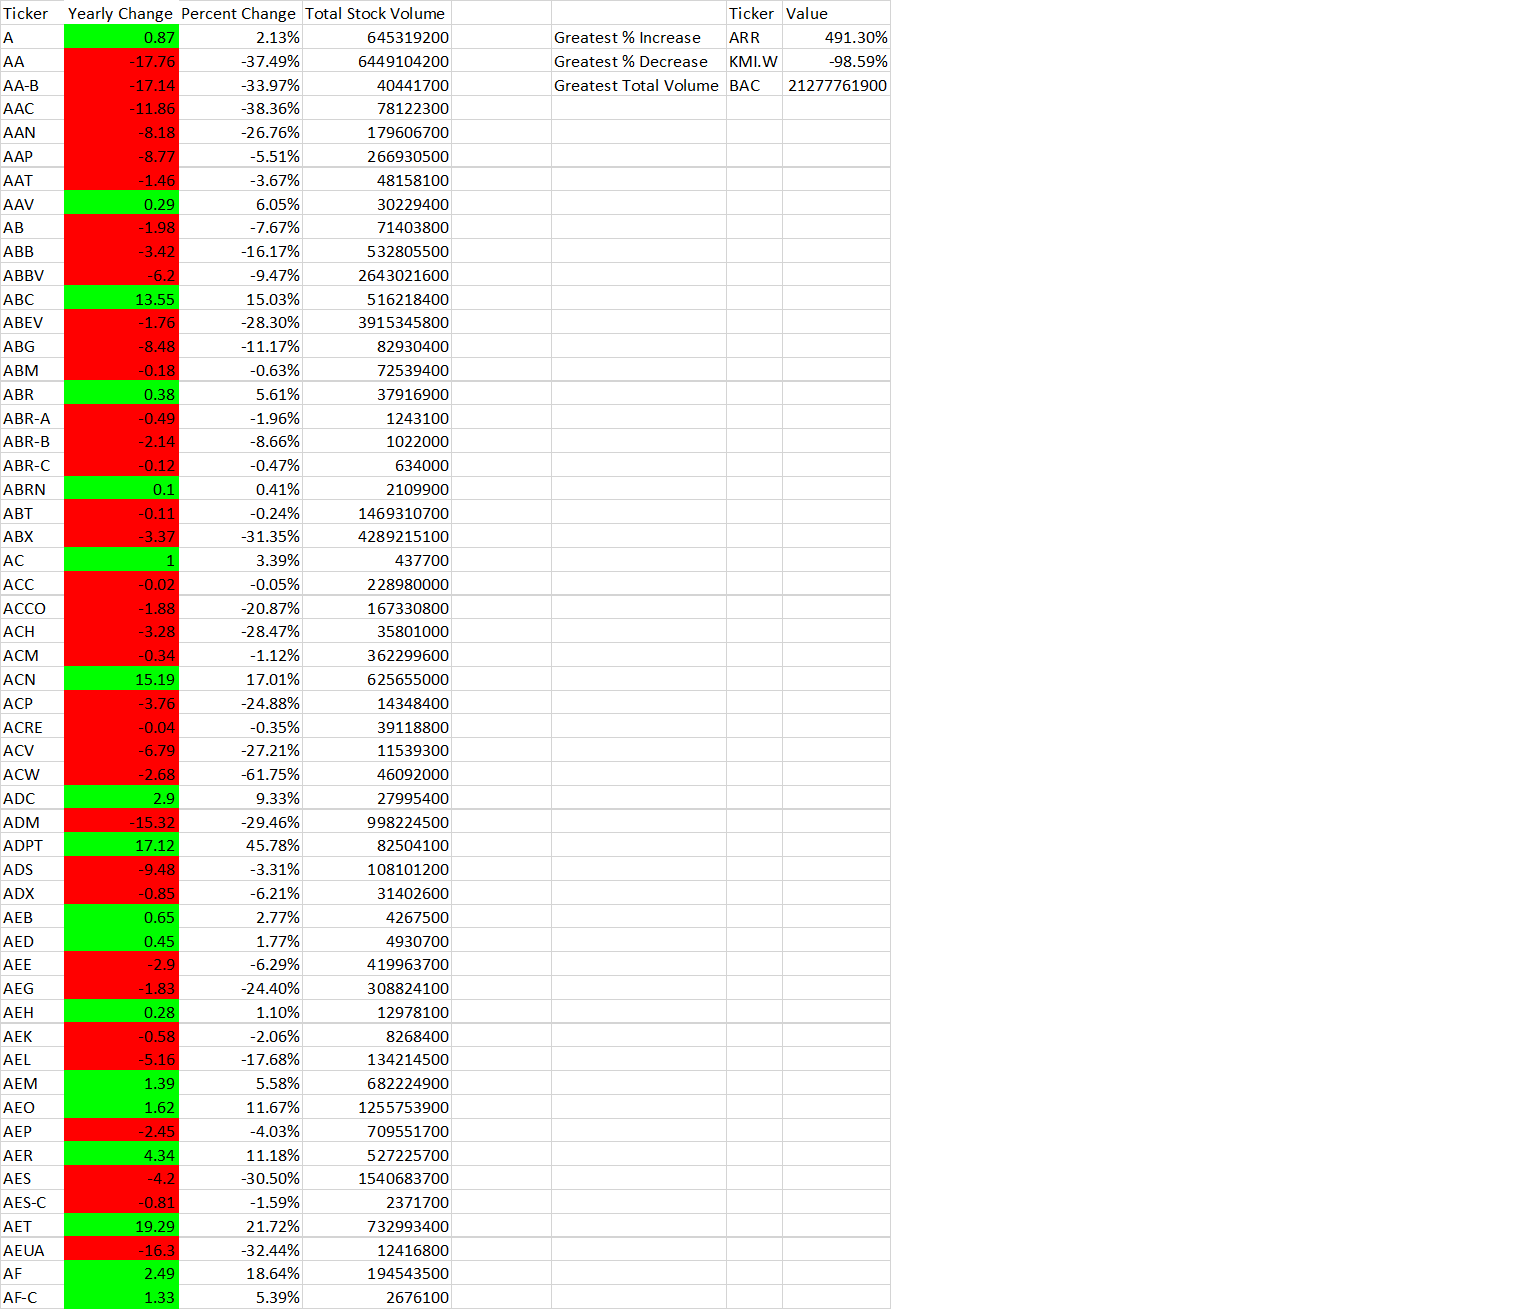 Ticker Yearly Change Percent Change Total Stock Volume Ticker Value
A 0.87 2.13% 645319200 Greatest % Increase ARR 491.30%
AA -17.76 -37.49% 6449104200 Greatest % Decrease KMI.W -98.59%
AA-B -17.14 -33.97% 40441700 Greatest Total Volume BAC 21277761900
AAC -11.86 -38.36% 78122300
AAN -8.18 -26.76% 179606700
AAP -8.77 -5.51% 266930500
AAT -1.46 -3.67% 48158100
AAV 0.29 6.05% 30229400
AB -1.98 -7.67% 71403800
ABB -3.42 -16.17% 532805500
ABBV -6.2 -9.47% 2643021600
ABC 13.55 15.03% 516218400
ABEV -1.76 -28.30% 3915345800
ABG -8.48 -11.17% 82930400
ABM -0.18 -0.63% 72539400
ABR 0.38 5.61% 37916900
ABR-A -0.49 -1.96% 1243100
ABR-B -2.14 -8.66% 1022000
ABR-C -0.12 -0.47% 634000
ABRN 0.1 0.41% 2109900
ABT -0.11 -0.24% 1469310700
ABX -3.37 -31.35% 4289215100
AC 1 3.39% 437700
ACC -0.02 -0.05% 228980000
ACCO -1.88 -20.87% 167330800
ACH -3.28 -28.47% 35801000
ACM -0.34 -1.12% 362299600
ACN 15.19 17.01% 625655000
ACP -3.76 -24.88% 14348400
ACRE -0.04 -0.35% 39118800
ACV -6.79 -27.21% 11539300
ACW -2.68 -61.75% 46092000
ADC 2.9 9.33% 27995400
ADM -15.32 -29.46% 998224500
ADPT 17.12 45.78% 82504100
ADS -9.48 -3.31% 108101200
ADX -0.85 -6.21% 31402600
AEB 0.65 2.77% 4267500
AED 0.45 1.77% 4930700
AEE -2.9 -6.29% 419963700
AEG -1.83 -24.40% 308824100
AEH 0.28 1.10% 12978100
AEK -0.58 -2.06% 8268400
AEL -5.16 -17.68% 134214500
AEM 1.39 5.58% 682224900
AEO 1.62 11.67% 1255753900
AEP -2.45 -4.03% 709551700
AER 4.34 11.18% 527225700
AES -4.2 -30.50% 1540683700
AES-C -0.81 -1.59% 2371700
AET 19.29 21.72% 732993400
AEUA -16.3 -32.44% 12416800
AF 2.49 18.64% 194543500
AF-C 1.33 5.39% 2676100